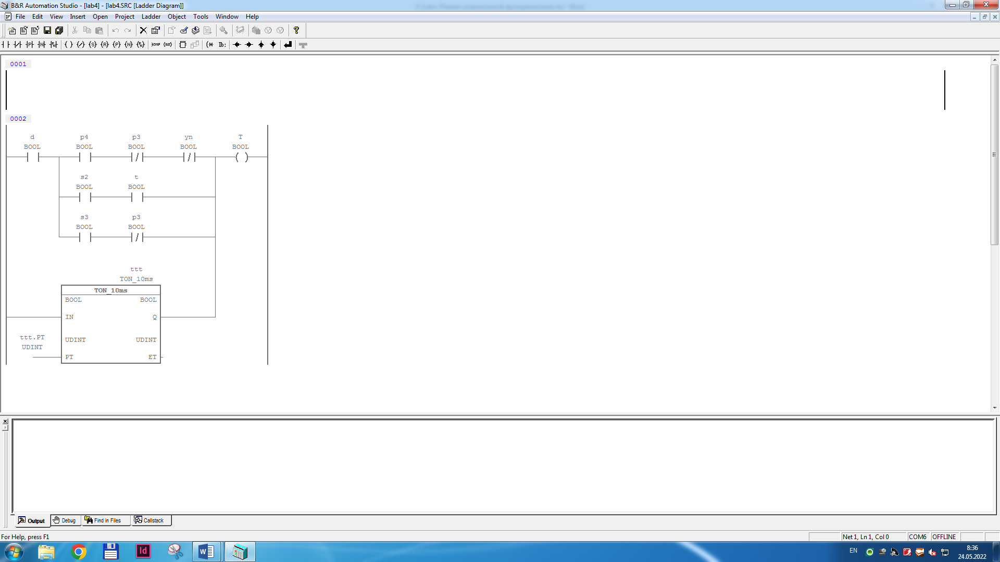 B&R Automation Studio - [lab4] - [lab4.SRC [Ladder Diagram]]
File Edit View Insert Open Project Ladder Object Tools Window Help
0001
0002
d p4 p3 yn T
BOOL BOOL BOOL BOOL BOOL
s2 t
BOOL BOOL
s3 p3
BOOL BOOL
ttt
TON_10ms
TON_10ms
BOOL BOOL
IN Q
ttt.PT
UDINT UDINT
UDINT
PT ET
Output Debug Find in Files Callstack
For Help, press F1
Net 1, Ln 1, Col 0 COM6 OFFLINE
EN
8:36
24.05.2022